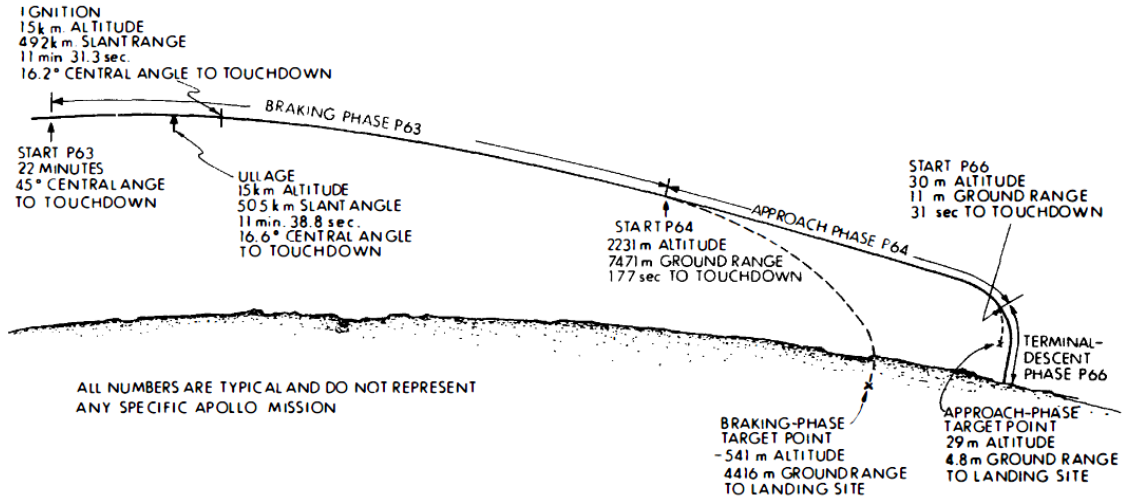 IGNITION
15km. ALTITUDE
492km. SLANT RANGE
11 min 31.3 sec.
16.2° CENTRAL ANGLE TO TOUCHDOWN
BRAKING PHASE P63
START P63
22 MINUTES
45° CENTRAL ANGE
TO TOUCHDOWN
ULLAGE
15km ALTITUDE
505km SLANT ANGLE
11 min. 38.8 sec.
16.6° CENTRAL ANGLE
TO TOUCHDOWN
START P64
2231m ALTITUDE
7471m GROUND RANGE
177 sec TO TOUCHDOWN
APPROACH PHASE P64
START P66
30 m ALTITUDE
11 m GROUND RANGE
31 sec TO TOUCHDOWN
TERMINAL-
DESCENT
PHASE P66
ALL NUMBERS ARE TYPICAL AND DO NOT REPRESENT
ANY SPECIFIC APOLLO MISSION
BRAKING-PHASE
TARGET POINT
-541 m ALTITUDE
4416 m GROUND RANGE
TO LANDING SITE
APPROACH-PHASE
TARGET POINT
29 m ALTITUDE
4.8m GROUND RANGE
TO LANDING SITE